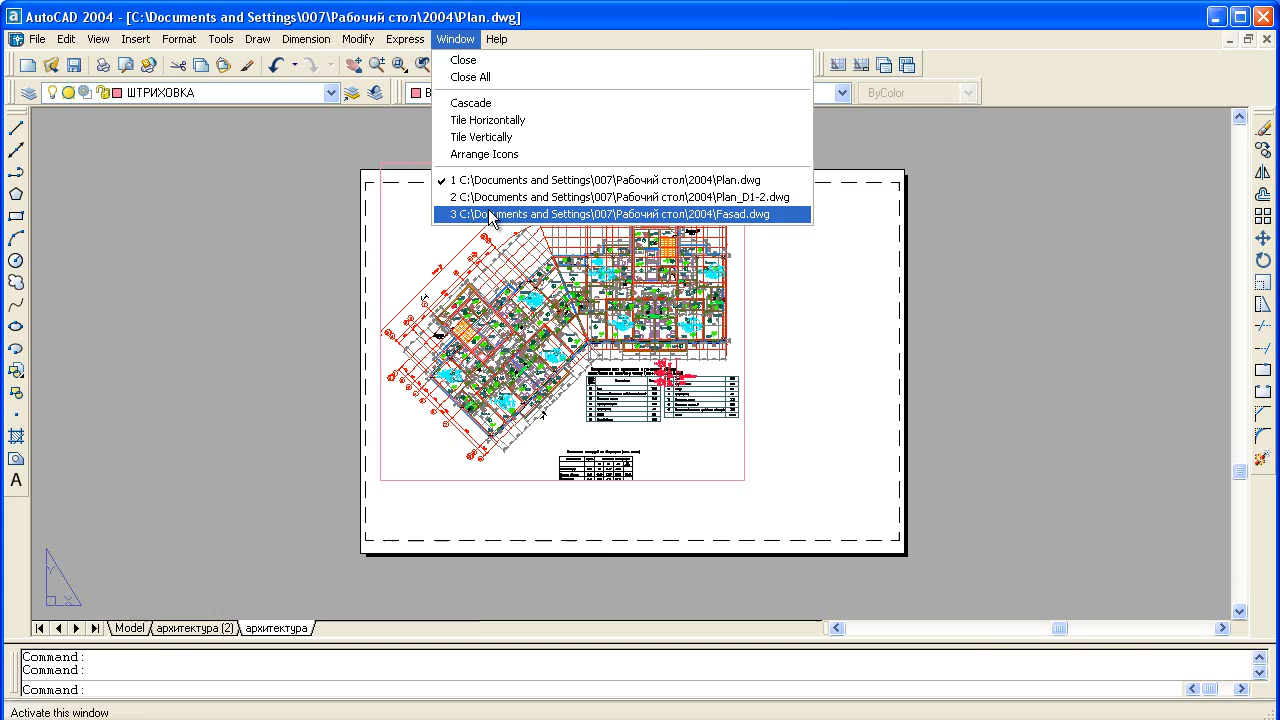 AutoCAD 2004 - [C:\Documents and Settings\007\Рабочий стол\2004\Plan.dwg]
File Edit View Insert Format Tools Draw Dimension Modify Express Window Help
ШТРИХОВКА
ByColor
Close
Close All
Cascade
Tile Horizontally
Tile Vertically
Arrange Icons
1 C:\Documents and Settings\007\Рабочий стол\2004\Plan.dwg
2 C:\Documents and Settings\007\Рабочий стол\2004\Plan_D1-2.dwg
3 C:\Documents and Settings\007\Рабочий стол\2004\Fasad.dwg
Model архитектура (2) архитектура
Command:
Command:
Command:
Activate this window